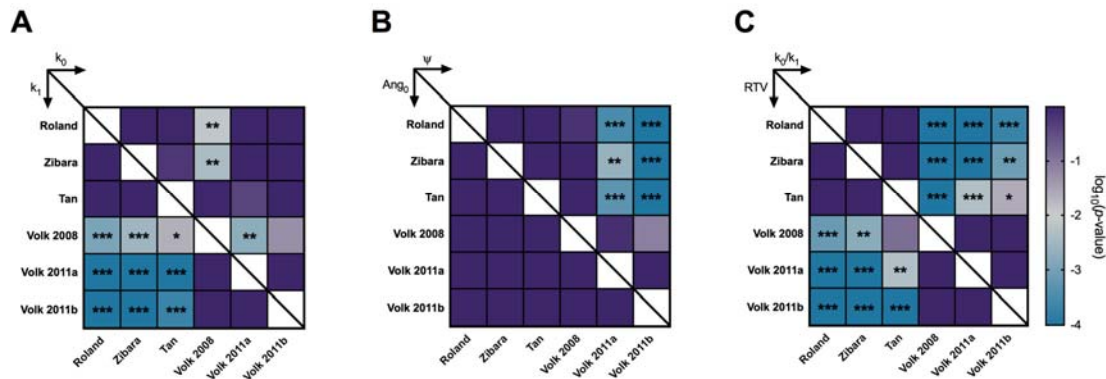 A
k₀
k₁
Roland **
Zibara **
Tan
Volk 2008 *** *** * **
Volk 2011a *** *** ***
Volk 2011b *** *** ***
Roland Zibara Tan Volk 2008 Volk 2011a Volk 2011b
B
ψ
Ang₀
Roland *** ***
Zibara ** ***
Tan *** ***
Volk 2008
Volk 2011a
Volk 2011b
Roland Zibara Tan Volk 2008 Volk 2011a Volk 2011b
C
k₀/k₁
RTV
Roland *** *** ***
Zibara *** *** **
Tan *** *** *
Volk 2008 *** **
Volk 2011a *** *** **
Volk 2011b *** *** ***
Roland Zibara Tan Volk 2008 Volk 2011a Volk 2011b
-1
-2
-3
-4
log₁₀(p-value)